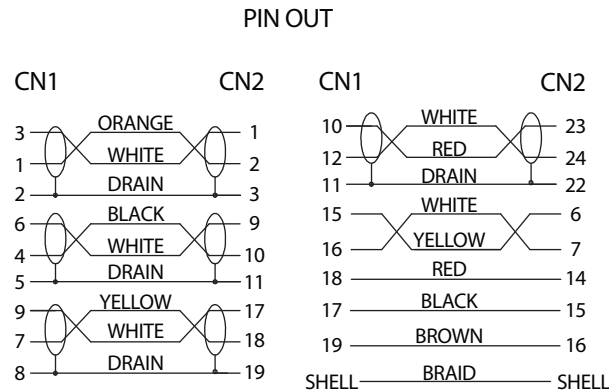 PIN OUT
CN1 CN2
3 ORANGE 1
1 WHITE 2
2 DRAIN 3
6 BLACK 9
4 WHITE 10
5 DRAIN 11
9 YELLOW 17
7 WHITE 18
8 DRAIN 19
CN1 CN2
10 WHITE 23
12 RED 24
11 DRAIN 22
15 WHITE 6
16 YELLOW 7
18 RED 14
17 BLACK 15
19 BROWN 16
SHELL BRAID SHELL